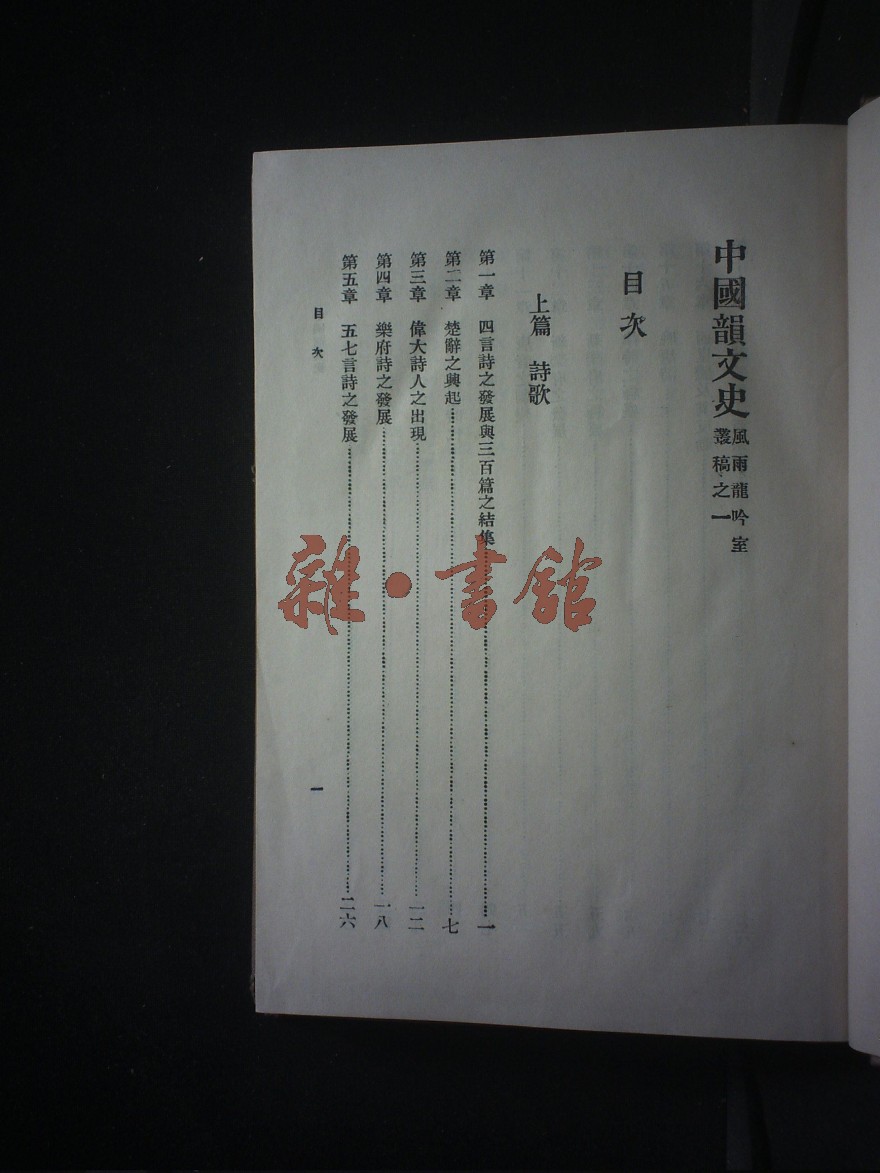 中國韻文史
風雨龍吟室
叢稿之一
目次
上篇 詩歌
第一章 四言詩之發展與三百篇之結集……一
第二章 楚辭之興起……七
第三章 偉大詩人之出現……一二
第四章 樂府詩之發展……一八
第五章 五七言詩之發展……二六
目次
一
雜·書館